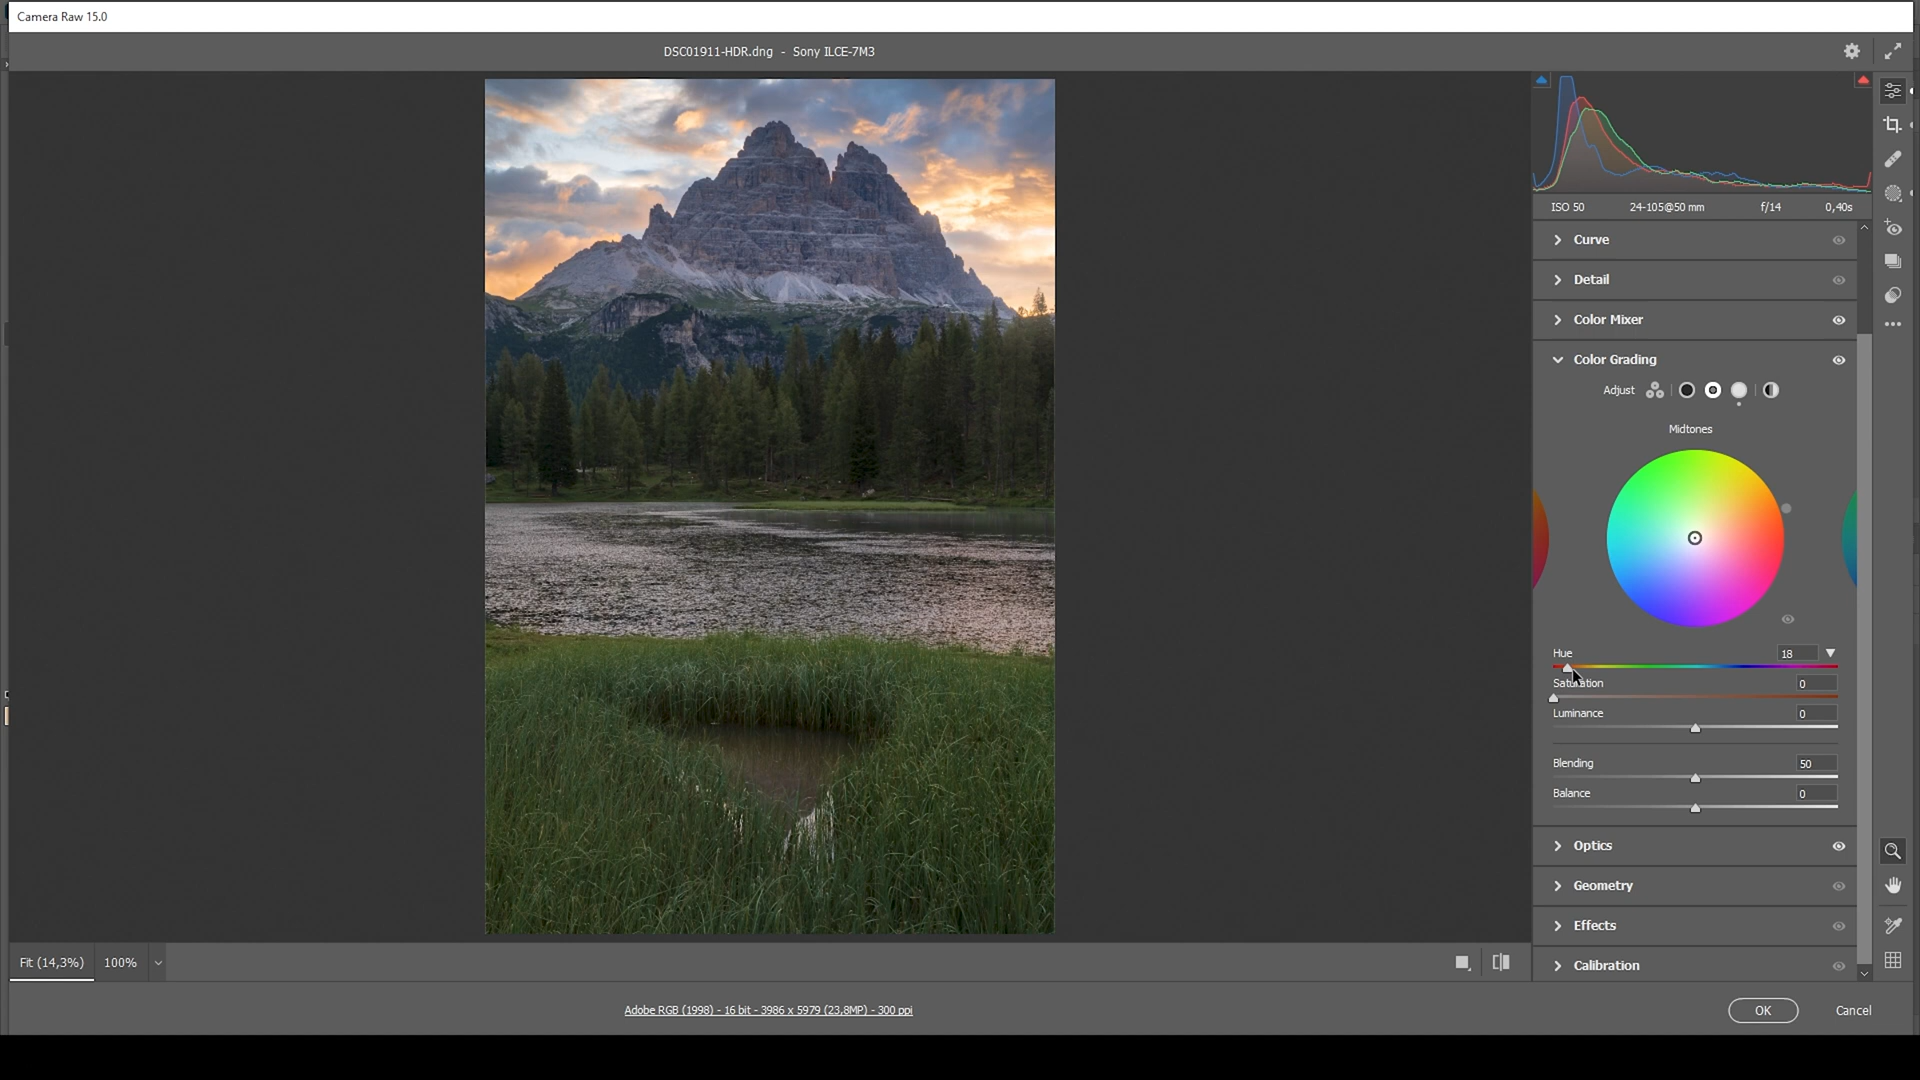 Camera Raw 15.0
DSC01911-HDR.dng - Sony ILCE-7M3
ISO 50 24-105@50 mm f/14 0,40s
Curve
Detail
Color Mixer
Color Grading
Adjust
Midtones
Hue 18
Saturation 0
Luminance 0
Blending 50
Balance 0
Optics
Geometry
Effects
Calibration
Fit (14,3%) 100%
Adobe RGB (1998) - 16 bit - 3986 x 5979 (23,8MP) - 300 ppi
OK Cancel